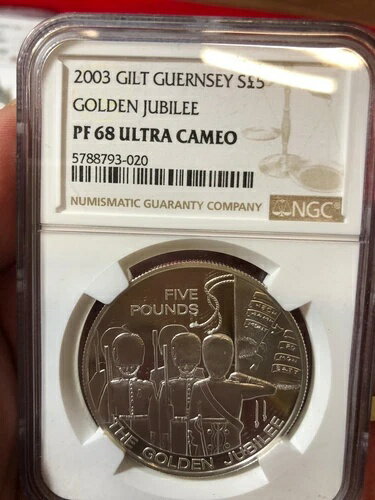 2003 GILT GUERNSEY S£5
GOLDEN JUBILEE
PF 68 ULTRA CAMEO
5788793-020
NUMISMATIC GUARANTY COMPANY
NGC
FIVE
POUNDS
THE GOLDEN JUBILEE